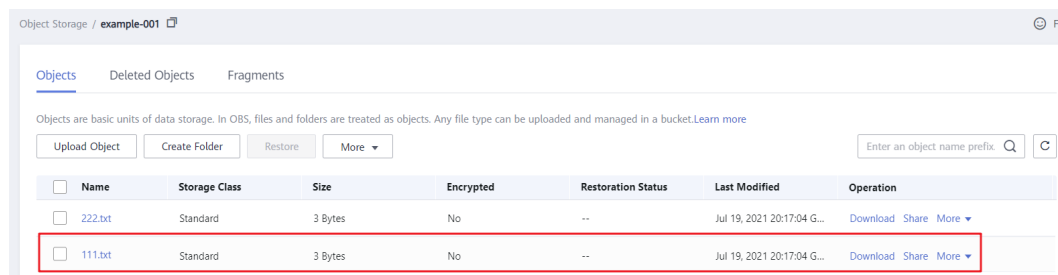 Object Storage / example-001
F
Objects Deleted Objects Fragments
Objects are basic units of data storage. In OBS, files and folders are treated as objects. Any file type can be uploaded and managed in a bucket.Learn more
Upload Object Create Folder Restore More Enter an object name prefix. C
Name Storage Class Size Encrypted Restoration Status Last Modified Operation
222.txt Standard 3 Bytes No -- Jul 19, 2021 20:17:04 G... Download Share More
111.txt Standard 3 Bytes No -- Jul 19, 2021 20:17:04 G... Download Share More